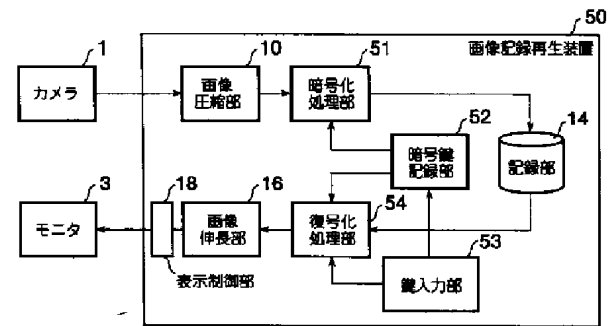 50
画像記録再生装置
1
カメラ
10
画像
圧縮部
51
暗号化
処理部
52
暗号鍵
記録部
14
記録部
3
モニタ
18
表示制御部
16
画像
伸長部
54
復号化
処理部
53
鍵入力部